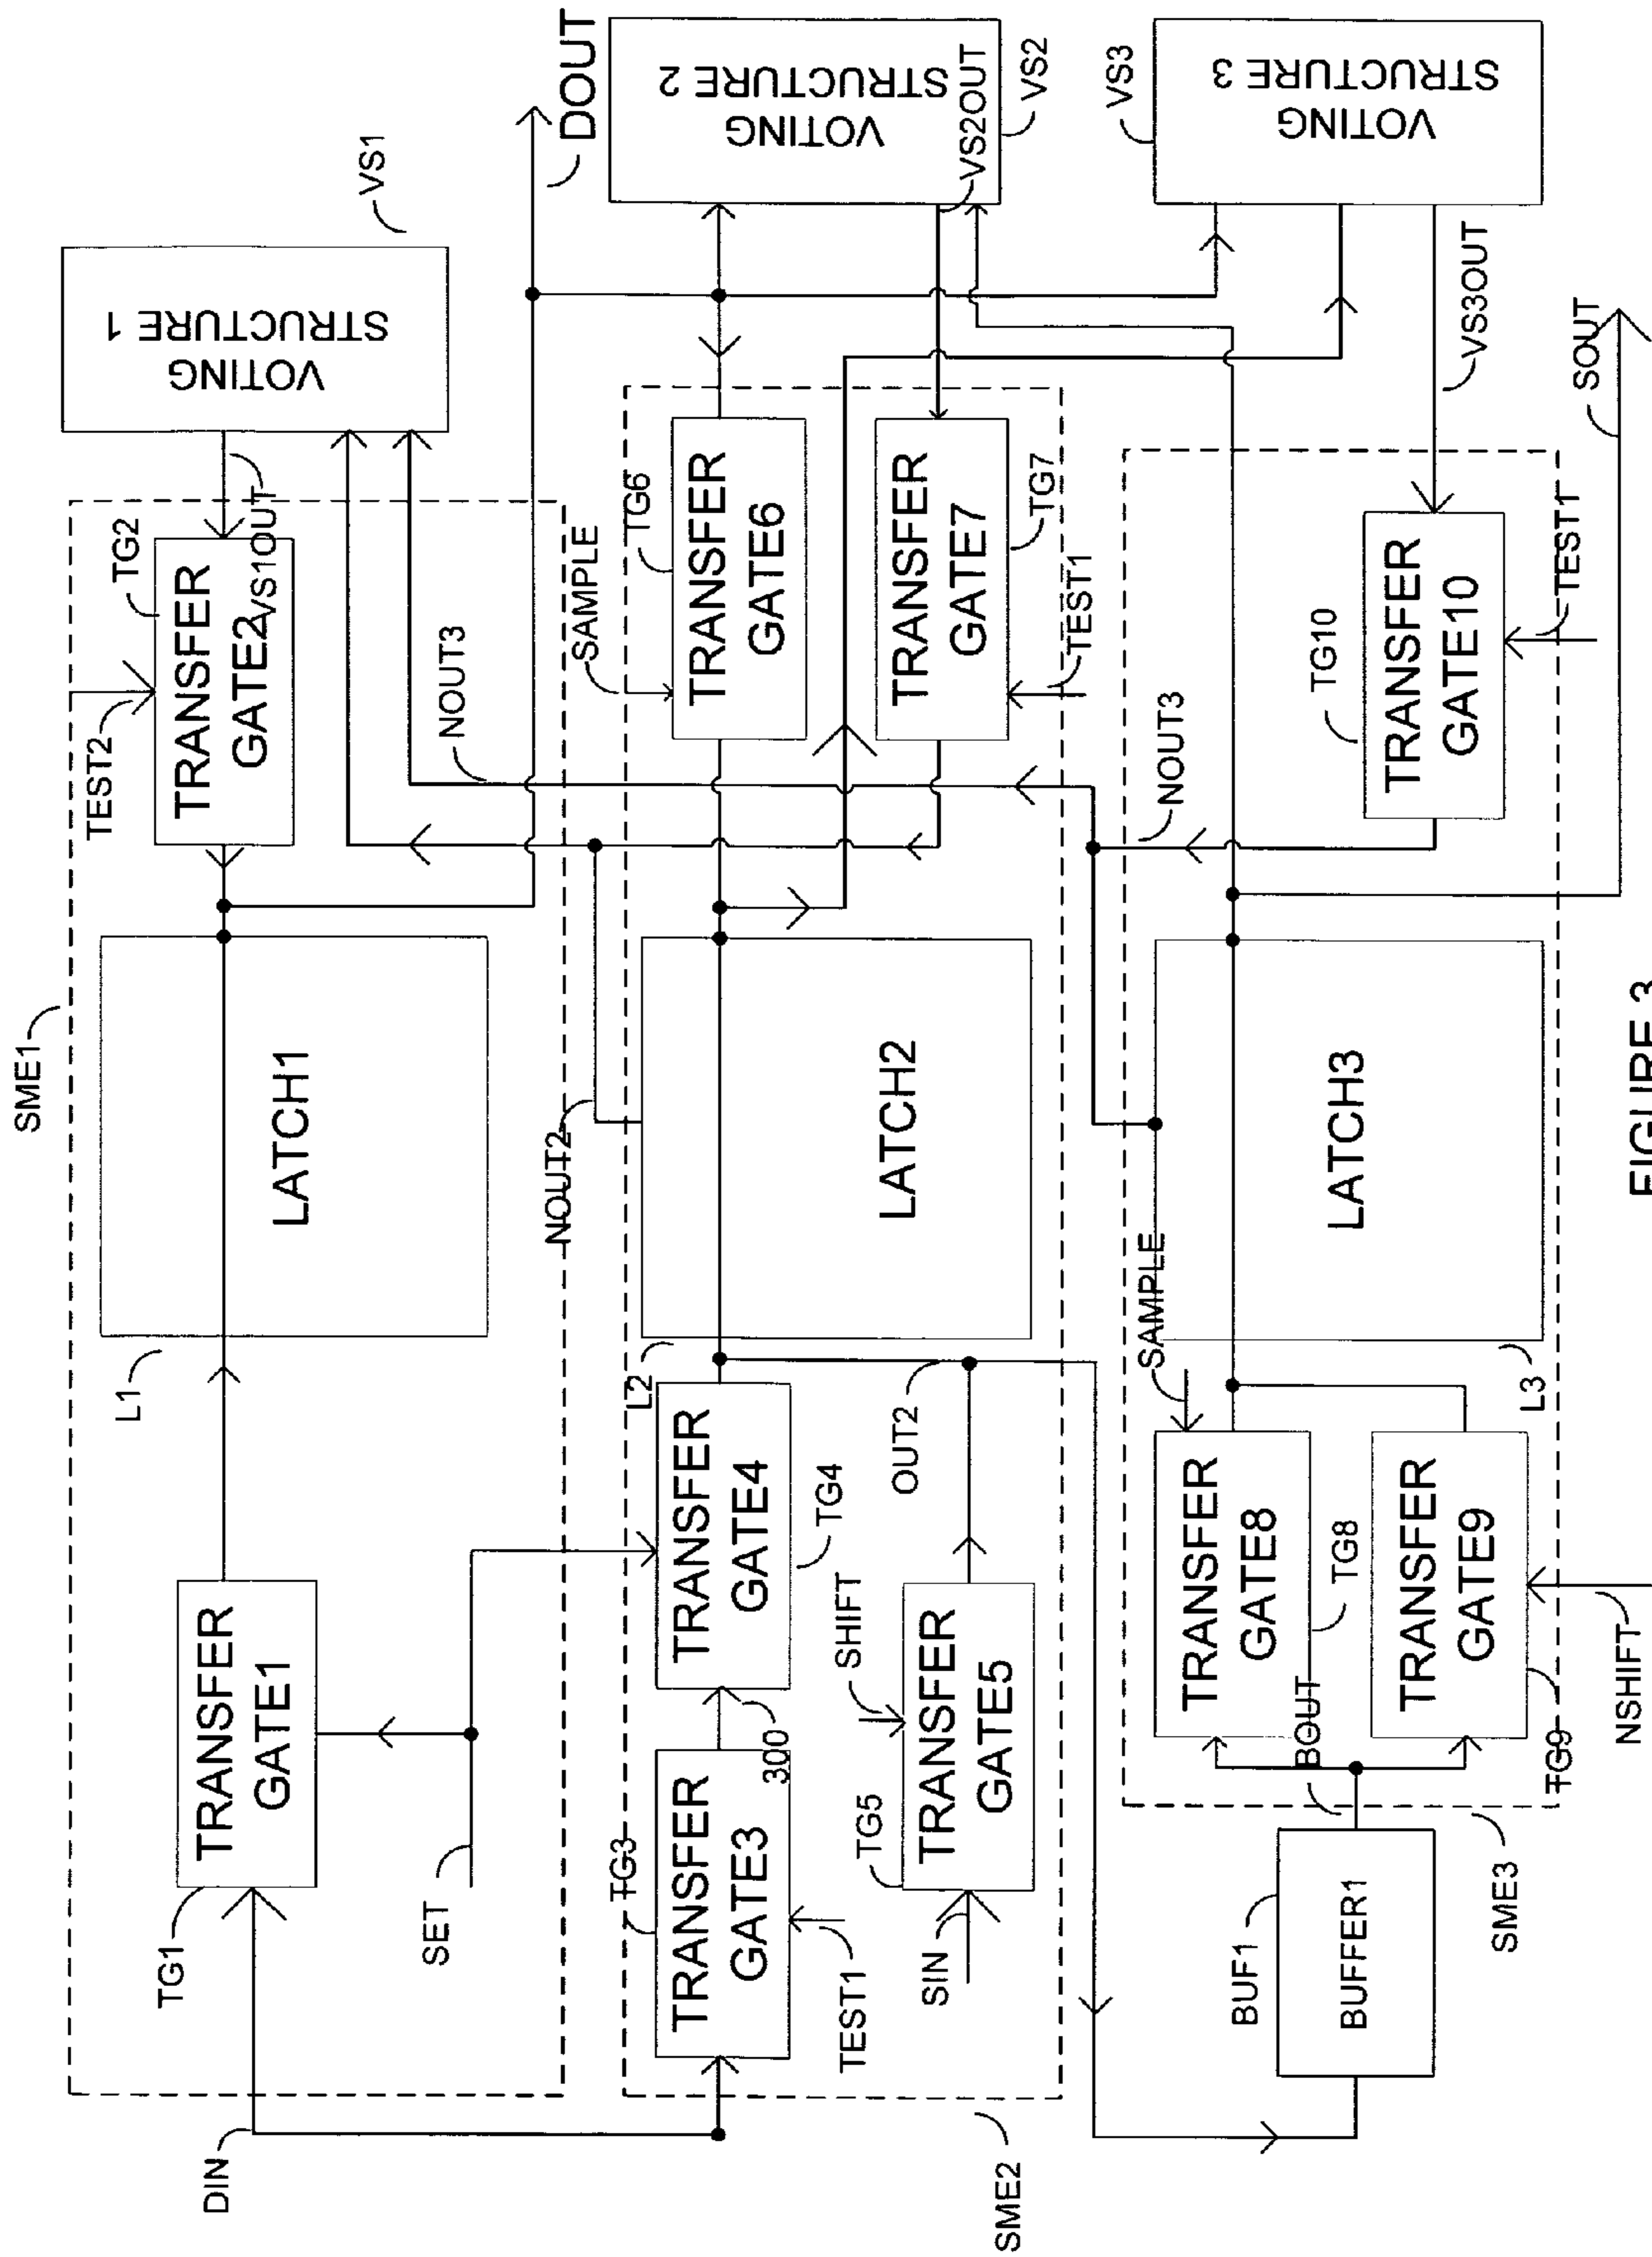 SME1
L1
LATCH1
TG1
TRANSFER
GATE1
DIN
SET
TEST2
TG2
TRANSFER
GATE2
VS1OUT
VS1
VOTING
STRUCTURE 1
NOUT3
DOUT
SME2
TG3
TRANSFER
GATE3
TEST1
300
TRANSFER
GATE4
TG4
L2
SIN
TG5
TRANSFER
GATE5
SHIFT
OUT2
NOUT2
LATCH2
SAMPLE
TG6
TRANSFER
GATE6
TRANSFER
GATE7
TG7
TEST1
VOTING
STRUCTURE 2
VS2OUT
VS2
BUF1
BUFFER1
SME3
BOUT
SAMPLE
TRANSFER
GATE8
TG8
TRANSFER
GATE9
TG9
NSHIFT
L3
LATCH3
NOUT3
TG10
TRANSFER
GATE10
TEST1
VS3
VOTING
STRUCTURE 3
VS3OUT
SOUT
FIGURE 3